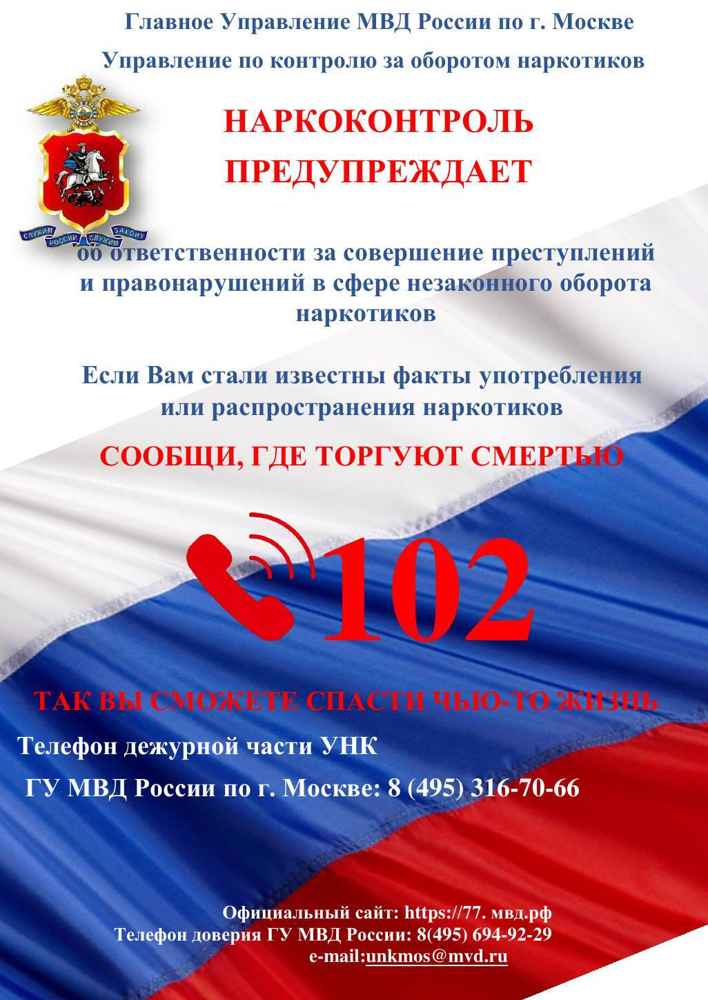 Главное Управление МВД России по г. Москве
Управление по контролю за оборотом наркотиков
НАРКОКОНТРОЛЬ
ПРЕДУПРЕЖДАЕТ
СЛУЖИМ РОССИИ СЛУЖИМ ЗАКОНУ
об ответственности за совершение преступлений
и правонарушений в сфере незаконного оборота
наркотиков
Если Вам стали известны факты употребления
или распространения наркотиков
СООБЩИ, ГДЕ ТОРГУЮТ СМЕРТЬЮ
102
ТАК ВЫ СМОЖЕТЕ СПАСТИ ЧЬЮ-ТО ЖИЗНЬ
Телефон дежурной части УНК
ГУ МВД России по г. Москве: 8 (495) 316-70-66
Официальный сайт: https://77. мвд.рф
Телефон доверия ГУ МВД России: 8(495) 694-92-29
e-mail:unkmos@mvd.ru